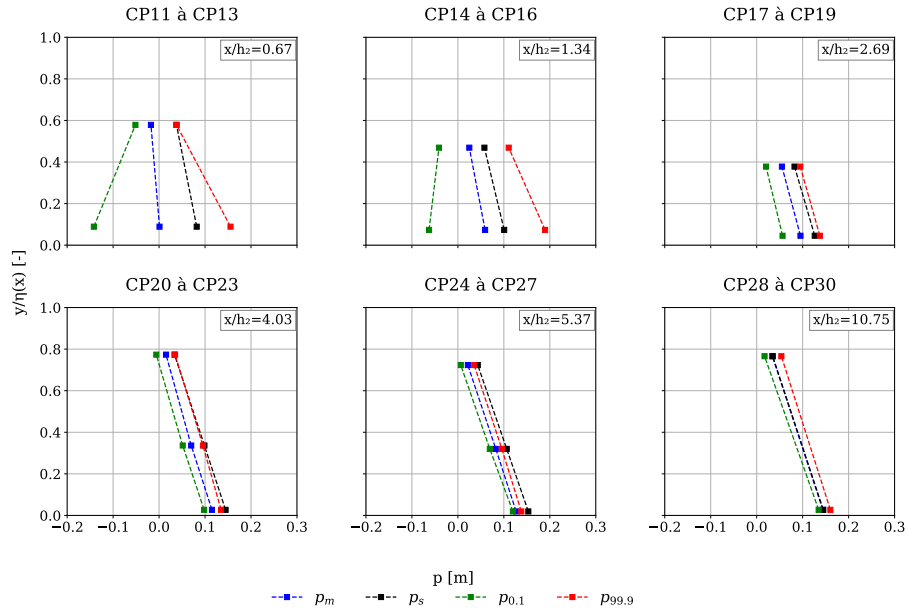 CP11 à CP13
CP14 à CP16
CP17 à CP19
1.0
0.8
0.6
0.4
0.2
0.0
x/h₂=0.67
x/h₂=1.34
x/h₂=2.69
y/η(x) [-]
CP20 à CP23
CP24 à CP27
CP28 à CP30
1.0
0.8
0.6
0.4
0.2
0.0
x/h₂=4.03
x/h₂=5.37
x/h₂=10.75
−0.2 −0.1 0.0 0.1 0.2 0.3
−0.2 −0.1 0.0 0.1 0.2 0.3
−0.2 −0.1 0.0 0.1 0.2 0.3
p [m]
pₘ pₛ p₀.₁ p₉₉.₉